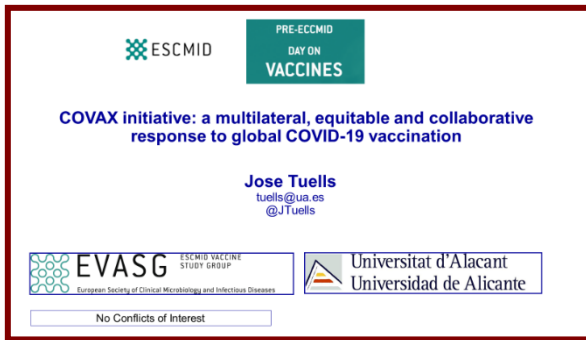 ESCMID
PRE-ECCMID
DAY ON
VACCINES
COVAX initiative: a multilateral, equitable and collaborative
response to global COVID-19 vaccination
Jose Tuells
tuells@ua.es
@JTuells
EVASG
ESCMID VACCINE
STUDY GROUP
European Society of Clinical Microbiology and Infectious Diseases
Universitat d'Alacant
Universidad de Alicante
No Conflicts of Interest